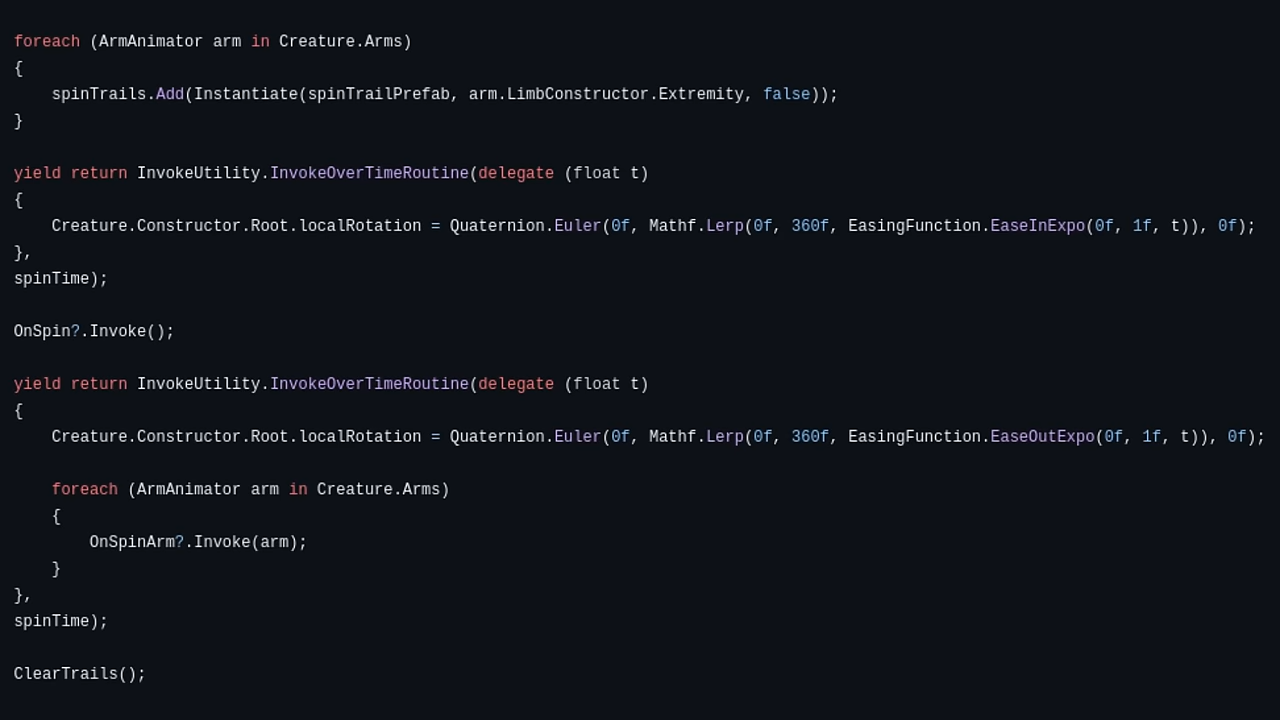 foreach (ArmAnimator arm in Creature.Arms)
{
    spinTrails.Add(Instantiate(spinTrailPrefab, arm.LimbConstructor.Extremity, false));
}

yield return InvokeUtility.InvokeOverTimeRoutine(delegate (float t)
{
    Creature.Constructor.Root.localRotation = Quaternion.Euler(0f, Mathf.Lerp(0f, 360f, EasingFunction.EaseInExpo(0f, 1f, t)), 0f);
},
spinTime);

OnSpin?.Invoke();

yield return InvokeUtility.InvokeOverTimeRoutine(delegate (float t)
{
    Creature.Constructor.Root.localRotation = Quaternion.Euler(0f, Mathf.Lerp(0f, 360f, EasingFunction.EaseOutExpo(0f, 1f, t)), 0f);

    foreach (ArmAnimator arm in Creature.Arms)
    {
        OnSpinArm?.Invoke(arm);
    }
},
spinTime);

ClearTrails();